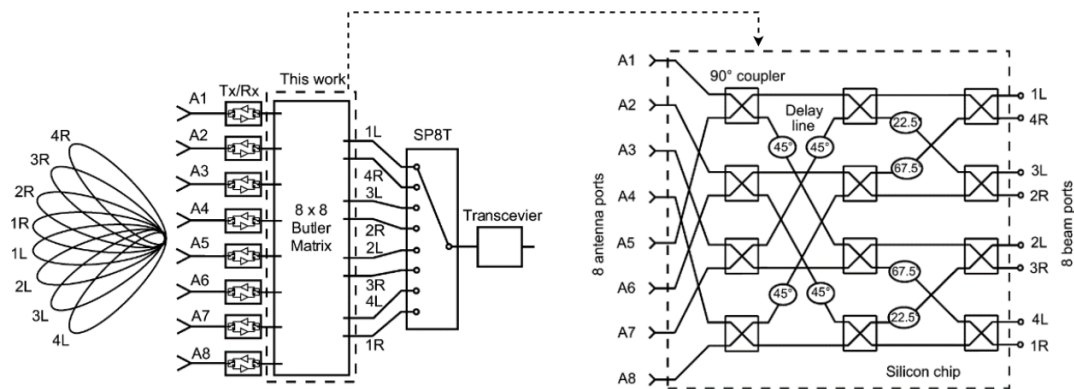 This work
Tx/Rx
A1
A2
A3
A4
A5
A6
A7
A8
4R
3R
2R
1R
1L
2L
3L
4L
8 x 8
Butler
Matrix
1L
4R
3L
2R
2L
3R
4L
1R
SP8T
Transcevier
A1
A2
A3
A4
A5
A6
A7
A8
8 antenna ports
90° coupler
Delay
line
45°
45°
45°
45°
22.5°
67.5
67.5°
22.5°
1L
4R
3L
2R
2L
3R
4L
1R
8 beam ports
Silicon chip